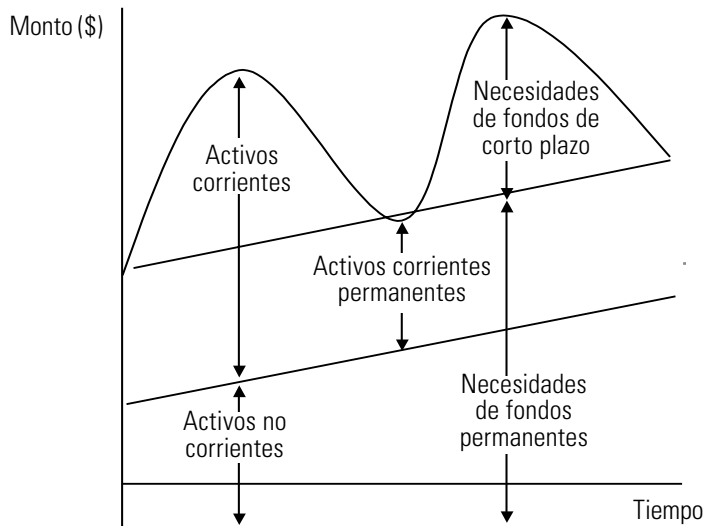 Monto ($)
Necesidades
de fondos de
corto plazo
Activos
corrientes
Activos corrientes
permanentes
Necesidades
de fondos
permanentes
Activos no
corrientes
Tiempo